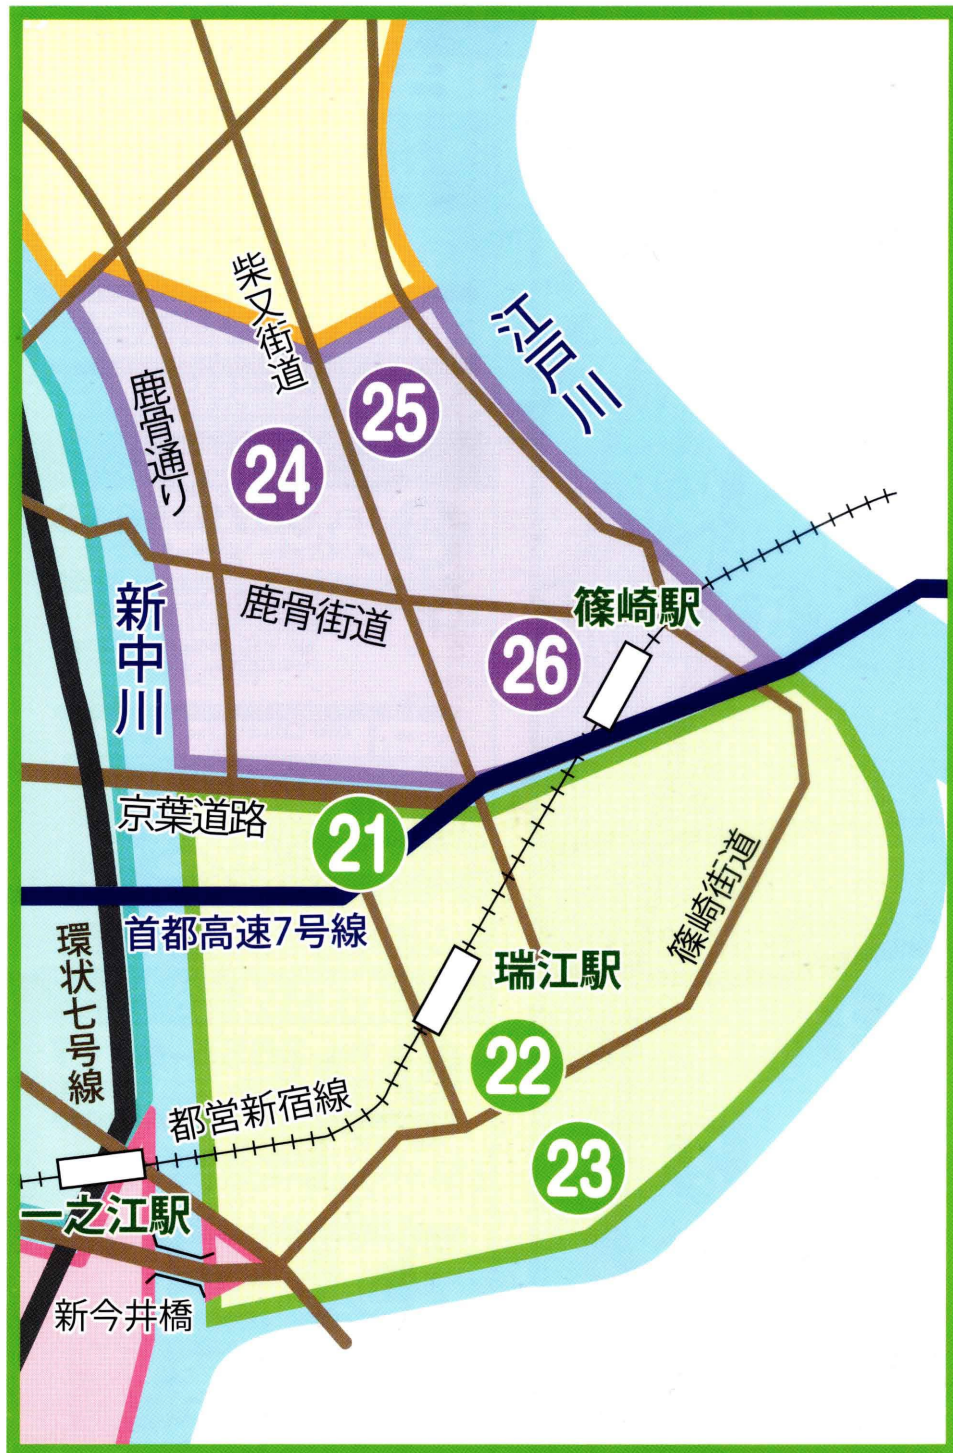 柴又街道
江戸川
鹿骨通り
25
24
新中川
鹿骨街道
篠崎駅
26
京葉道路
21
首都高速7号線
篠崎街道
環状七号線
瑞江駅
22
都営新宿線
23
一之江駅
新今井橋